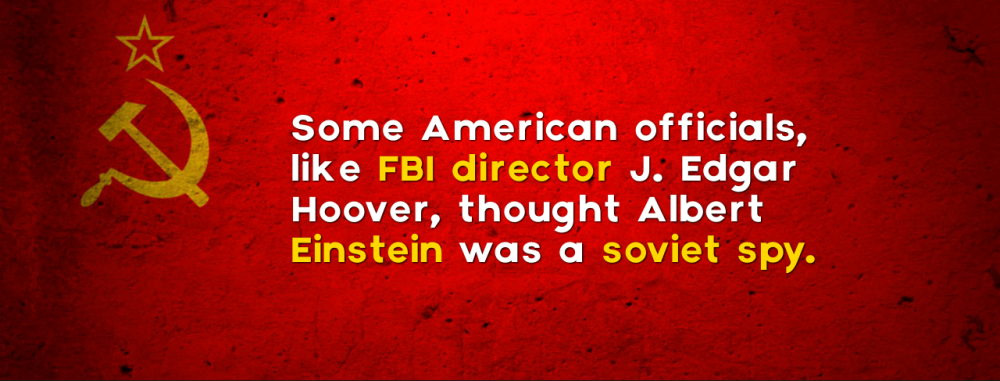 Some American officials,
like FBI director J. Edgar
Hoover, thought Albert
Einstein was a soviet spy.